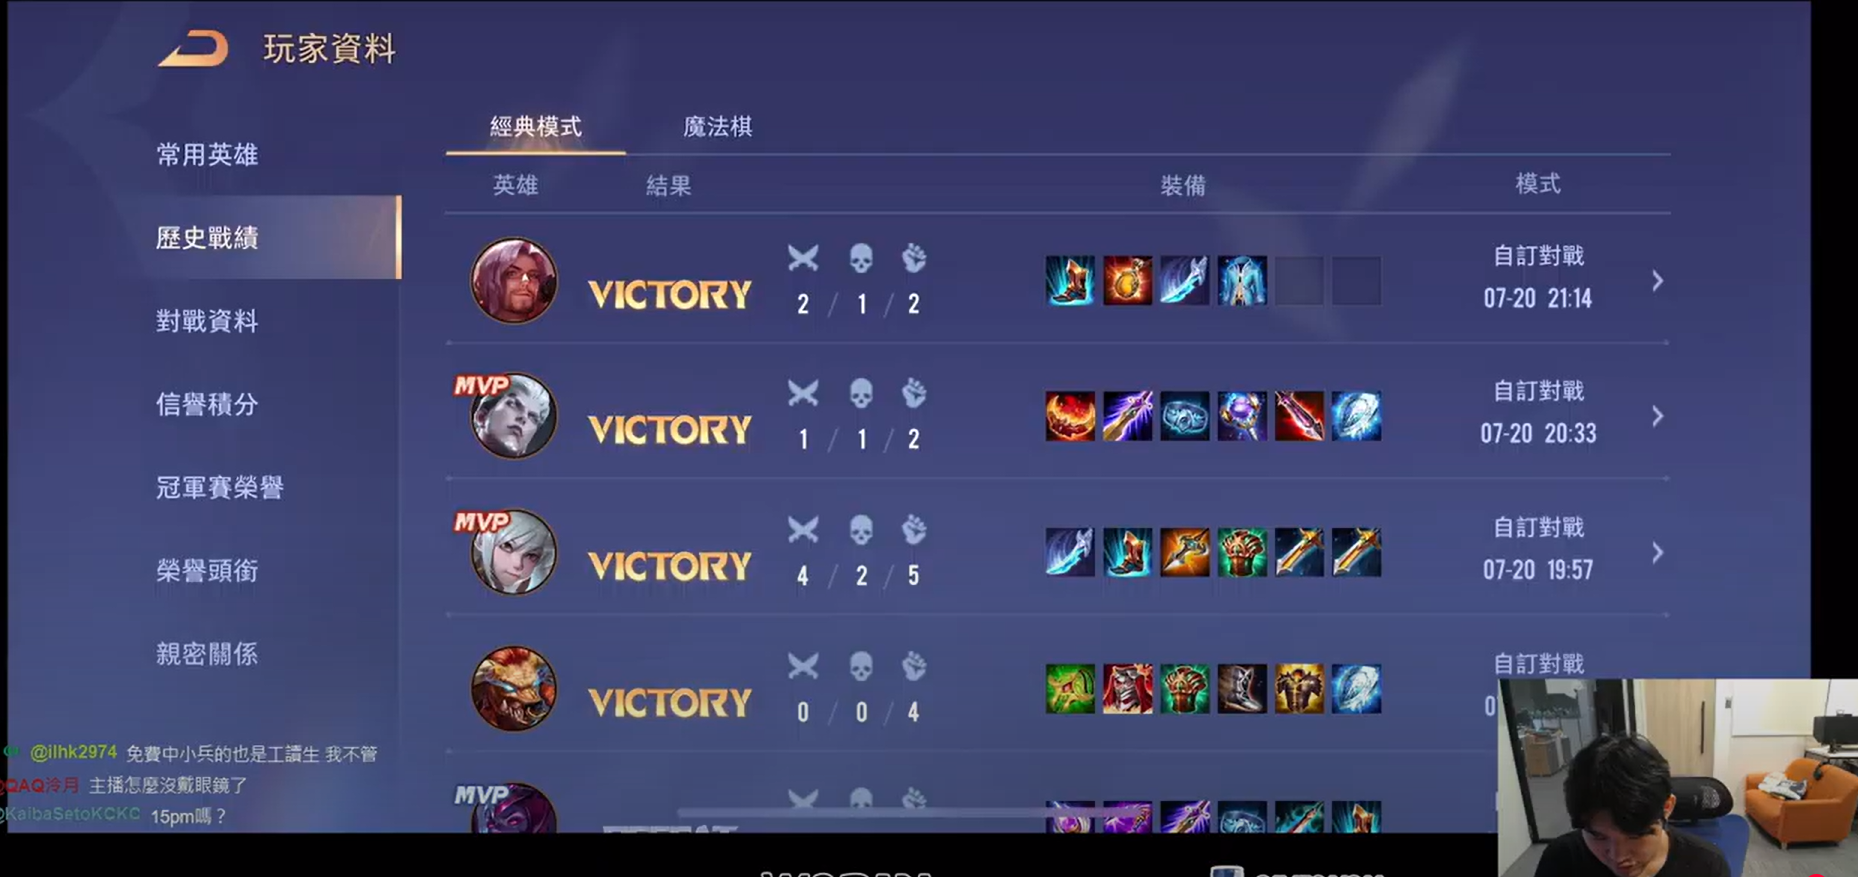 玩家資料
常用英雄
歷史戰績
對戰資料
信譽積分
冠軍賽榮譽
榮譽頭銜
親密關係
經典模式 魔法棋
英雄 結果 裝備 模式
VICTORY 2 / 1 / 2 自訂對戰
07-20 21:14
MVP
VICTORY 1 / 1 / 2 自訂對戰
07-20 20:33
MVP
VICTORY 4 / 2 / 5 自訂對戰
07-20 19:57
VICTORY 0 / 0 / 4 自訂對戰
MVP
@ilhk2974 免費中小兵的也是工讀生 我不管
QAQ泠月 主播怎麼沒戴眼鏡了
@KaibaSetoKCKC 15pm嗎？